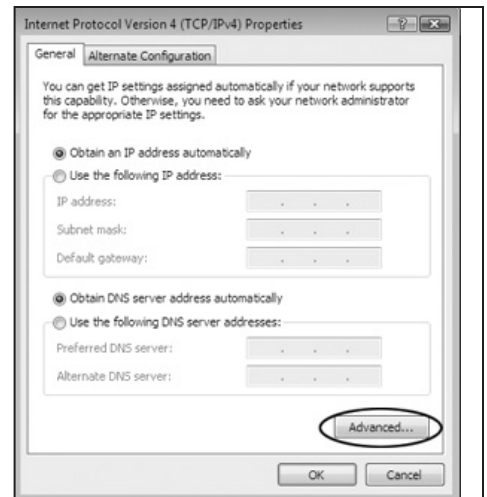 Internet Protocol Version 4 (TCP/IPv4) Properties
General
Alternate Configuration
You can get IP settings assigned automatically if your network supports
this capability. Otherwise, you need to ask your network administrator
for the appropriate IP settings.
Obtain an IP address automatically
Use the following IP address:
IP address:
Subnet mask:
Default gateway:
Obtain DNS server address automatically
Use the following DNS server addresses:
Preferred DNS server:
Alternate DNS server:
Advanced...
OK
Cancel